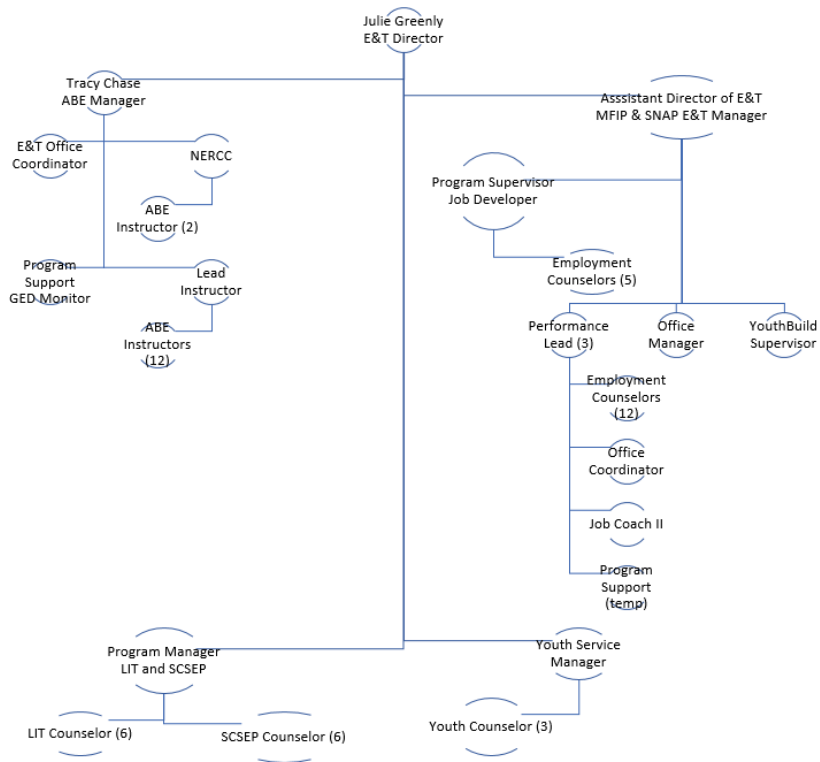 Julie Greenly
E&T Director
Tracy Chase
ABE Manager
Asssistant Director of E&T
MFIP & SNAP E&T Manager
E&T Office
Coordinator
NERCC
ABE
Instructor (2)
Program
Support
GED Monitor
Lead
Instructor
ABE
Instructors
(12)
Program Supervisor
Job Developer
Employment
Counselors (5)
Performance
Lead (3)
Office
Manager
YouthBuild
Supervisor
Employment
Counselors
(12)
Office
Coordinator
Job Coach II
Program
Support
(temp)
Program Manager
LIT and SCSEP
LIT Counselor (6)
SCSEP Counselor (6)
Youth Service
Manager
Youth Counselor (3)